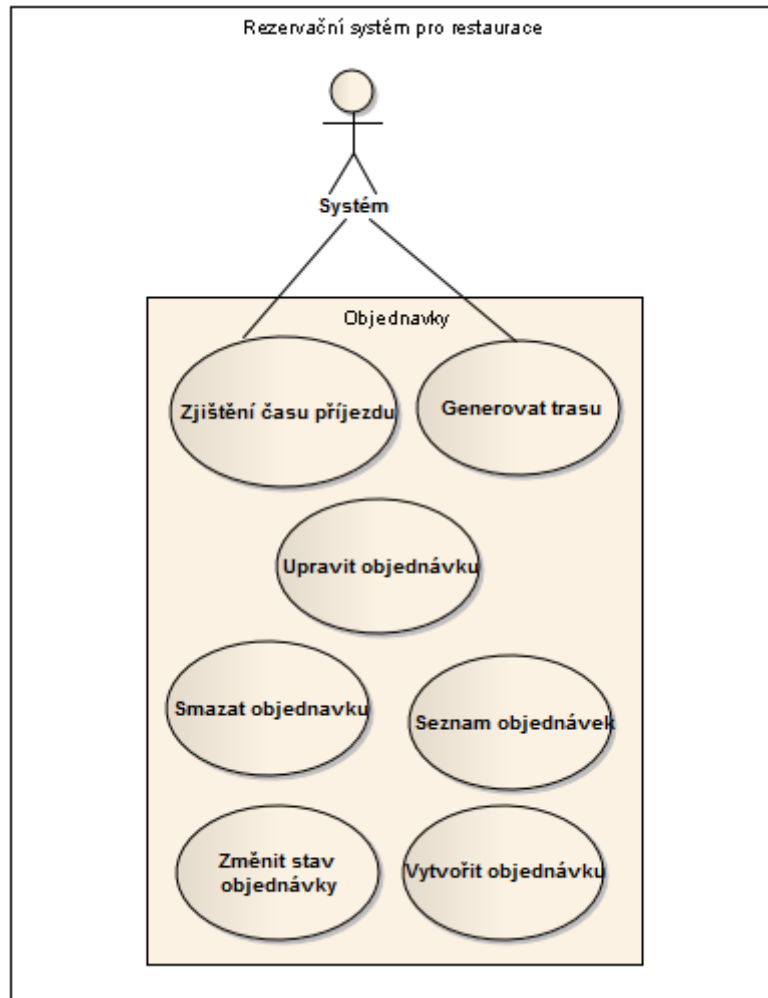 Rezervační systém pro restaurace
Systém
Objednavky
Zjištění času příjezdu
Generovat trasu
Upravit objednávku
Smazat objednavku
Seznam objednávek
Změnit stav
objednávky
Vytvořit objednávku